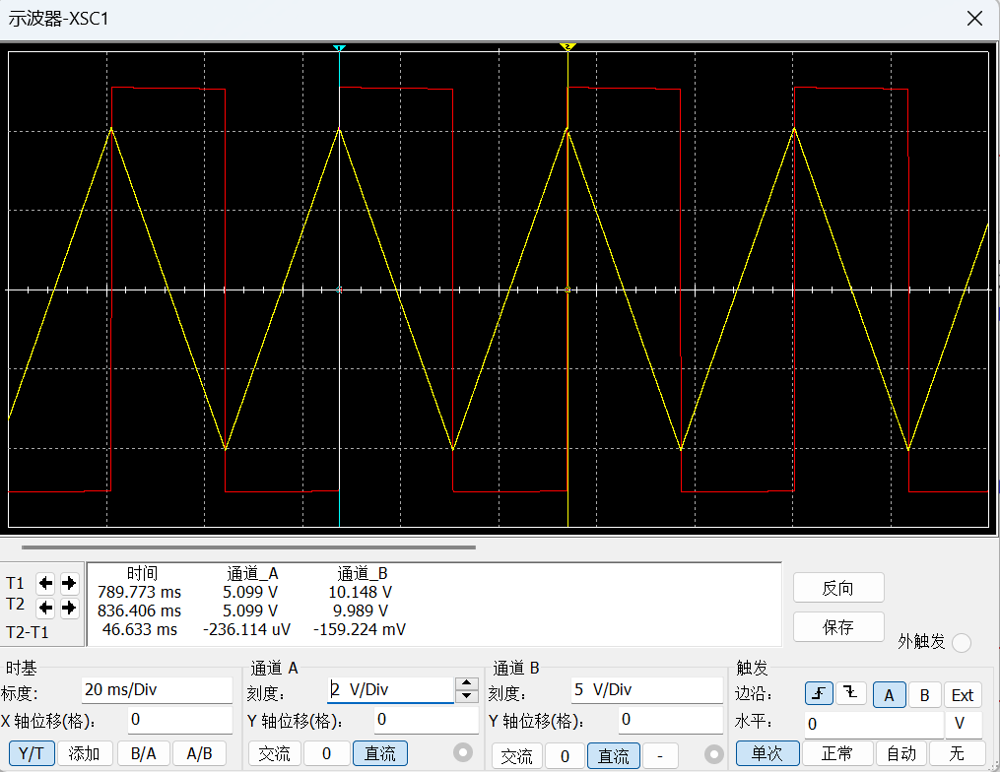 示波器-XSC1
1
2
时间 通道_A 通道_B
T1 789.773 ms 5.099 V 10.148 V
T2 836.406 ms 5.099 V 9.989 V
T2-T1 46.633 ms -236.114 uV -159.224 mV
反向
保存
外触发
时基
标度: 20 ms/Div
X 轴位移(格): 0
Y/T 添加 B/A A/B
通道 A
刻度: 2 V/Div
Y 轴位移(格): 0
交流 0 直流
通道 B
刻度: 5 V/Div
Y 轴位移(格): 0
交流 0 直流 -
触发
边沿: A B Ext
水平: 0 V
单次 正常 自动 无